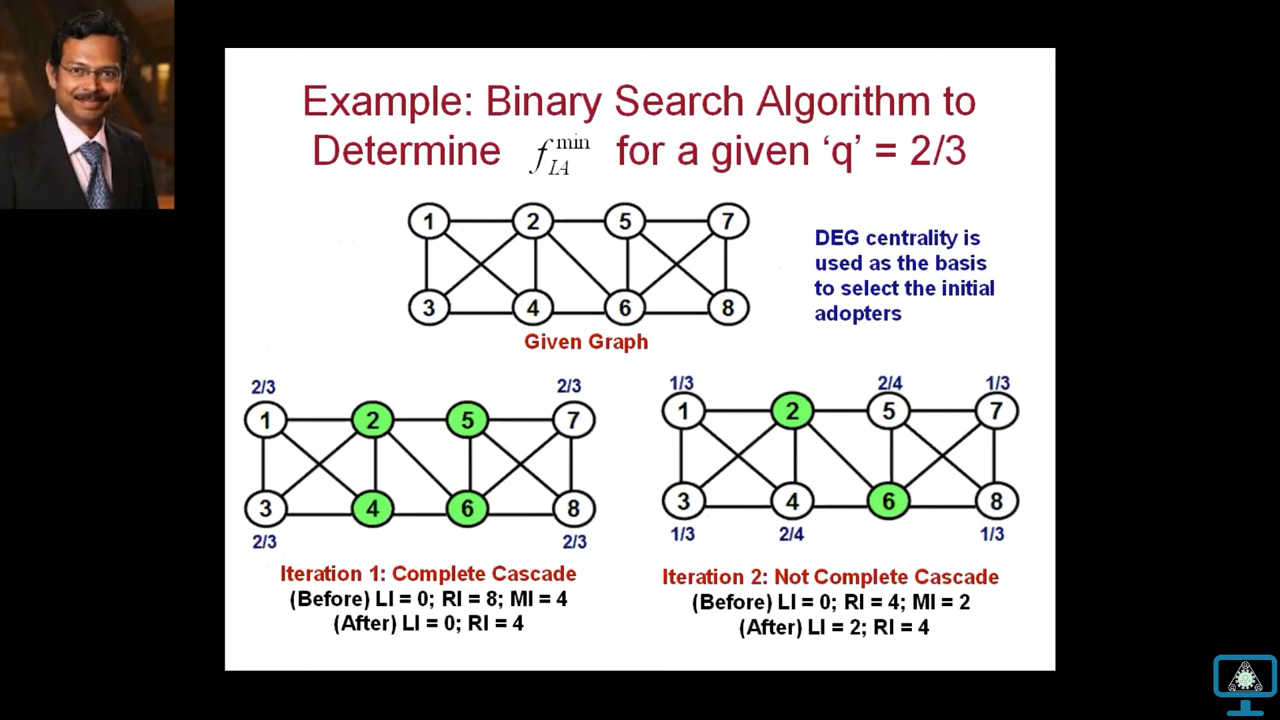 Example: Binary Search Algorithm to
Determine f_IA^min for a given ‘q’ = 2/3
1 2 5 7
3 4 6 8
Given Graph
DEG centrality is
used as the basis
to select the initial
adopters
2/3 2/3
1 2 5 7
3 4 6 8
2/3 2/3
Iteration 1: Complete Cascade
(Before) LI = 0; RI = 8; MI = 4
(After) LI = 0; RI = 4
1/3 2/4 1/3
1 2 5 7
3 4 6 8
1/3 2/4 1/3
Iteration 2: Not Complete Cascade
(Before) LI = 0; RI = 4; MI = 2
(After) LI = 2; RI = 4